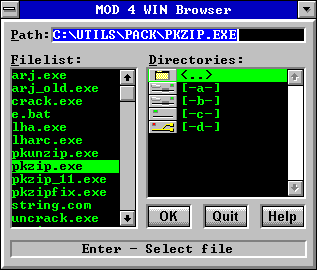 MOD 4 WIN Browser
Path: C:\UTILS\PACK\PKZIP.EXE
Filelist:
arj.exe
arj_old.exe
crack.exe
e.bat
lha.exe
lharc.exe
pkunzip.exe
pkzip.exe
pkzip_11.exe
pkzipfix.exe
string.com
uncrack.exe
Directories:
<..>
[-a-]
[-b-]
[-c-]
[-d-]
OK Quit Help
Enter - Select file